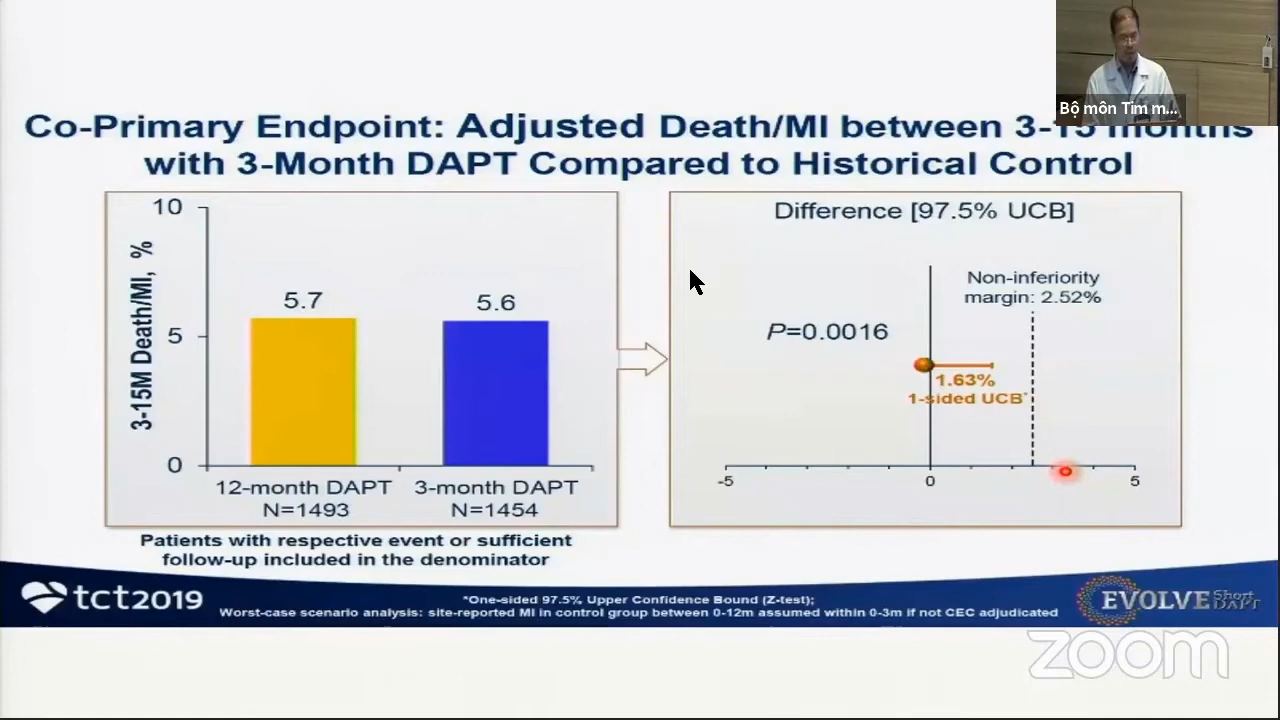 Bộ môn Tim m...
Co-Primary Endpoint: Adjusted Death/MI between 3-15 months
with 3-Month DAPT Compared to Historical Control
10
5
0
3-15M Death/MI, %
5.7
5.6
12-month DAPT
N=1493
3-month DAPT
N=1454
Patients with respective event or sufficient
follow-up included in the denominator
Difference [97.5% UCB]
Non-inferiority
margin: 2.52%
P=0.0016
1.63%
1-sided UCB*
-5
0
5
tct2019
*One-sided 97.5% Upper Confidence Bound (Z-test);
Worst-case scenario analysis: site-reported MI in control group between 0-12m assumed within 0-3m if not CEC adjudicated
EVOLVE Short DAPT
zoom